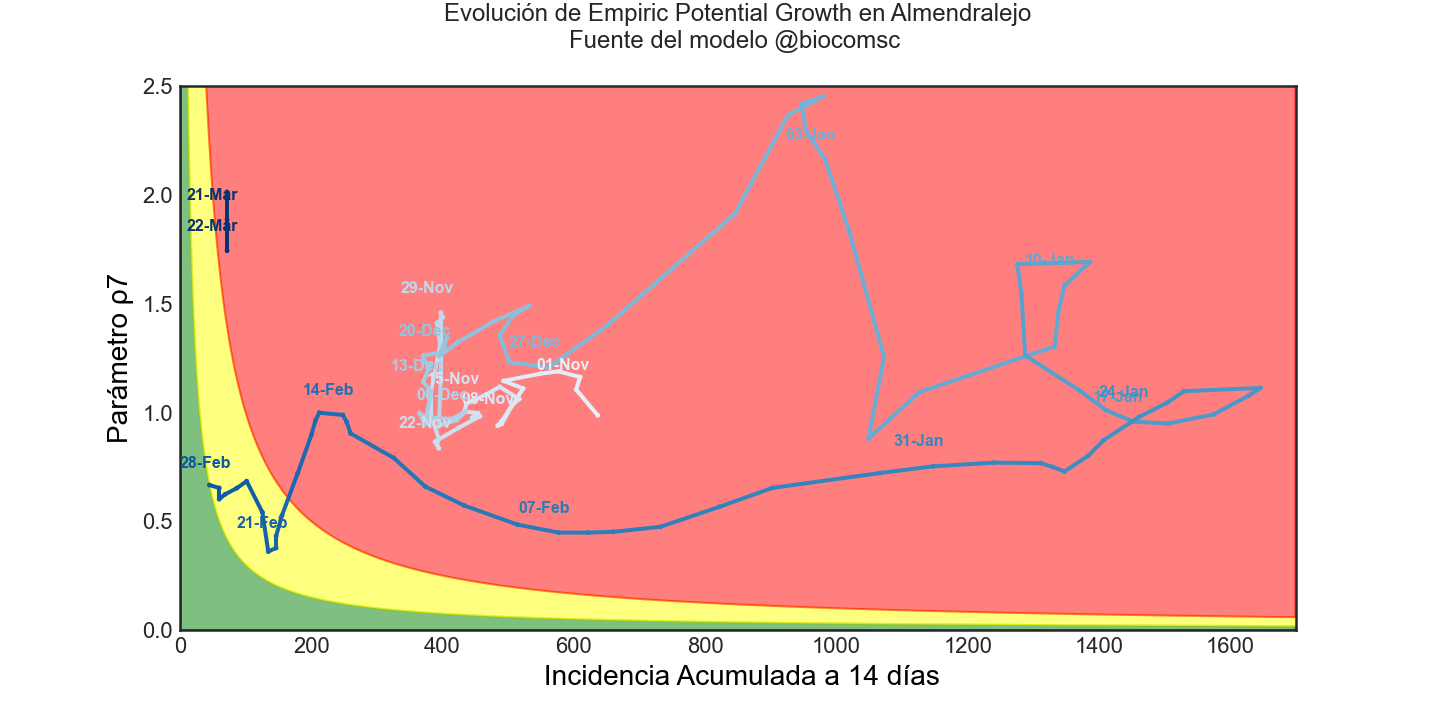 Evolución de Empiric Potential Growth en Almendralejo
Fuente del modelo @biocomsc
2.5
2.0
1.5
1.0
0.5
0.0
Parámetro ρ7
03-Jan
21-Mar
22-Mar
10-Jan
29-Nov
20-Dec
27-Dec
13-Dec
01-Nov
15-Nov
06-Dec
08-Nov
22-Nov
14-Feb
24-Jan
17-Jan
31-Jan
28-Feb
07-Feb
21-Feb
0 200 400 600 800 1000 1200 1400 1600
Incidencia Acumulada a 14 días